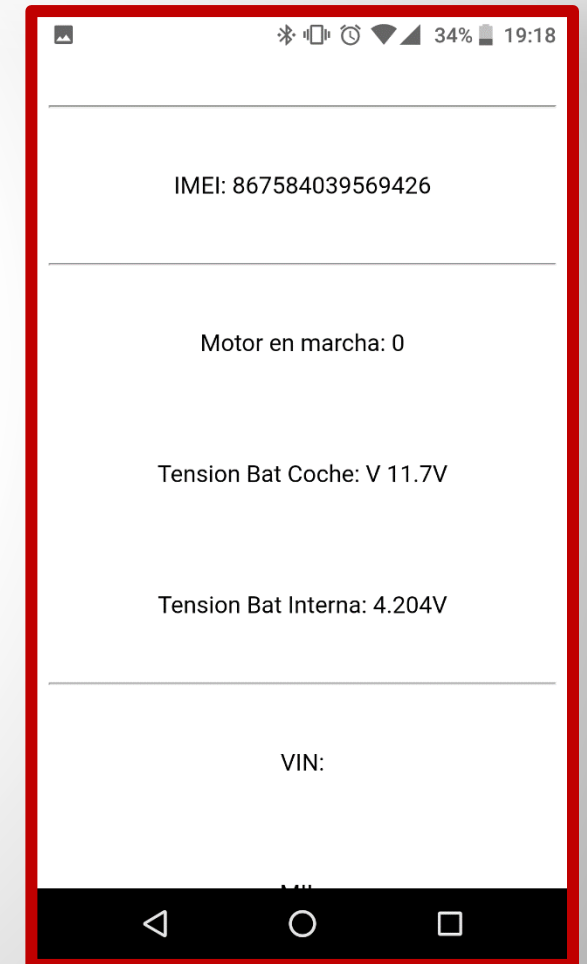 34% 19:18
IMEI: 867584039569426
Motor en marcha: 0
Tension Bat Coche: V 11.7V
Tension Bat Interna: 4.204V
VIN: